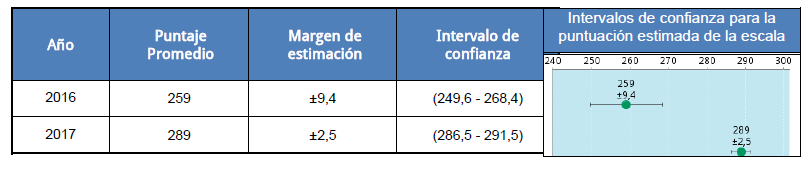 Año
Puntaje
Promedio
Margen de
estimación
Intervalo de
confianza
Intervalos de confianza para la
puntuación estimada de la escala
2016
259
±9,4
(249,6 - 268,4)
2017
289
±2,5
(286,5 - 291,5)
240 250 260 270 280 290 300
259
±9,4
289
±2,5